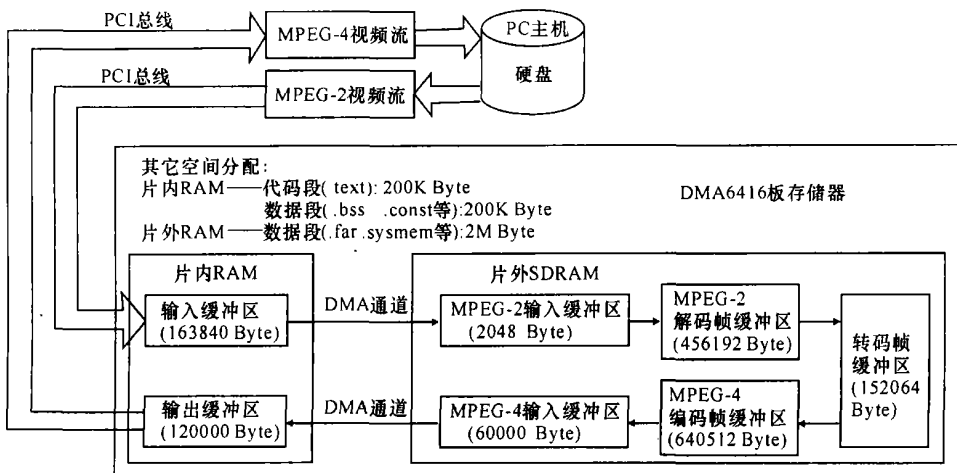 PCI总线
MPEG-4视频流
PC主机
硬盘
PCI总线
MPEG-2视频流
其它空间分配:
片内RAM——代码段( text): 200K Byte
数据段(.bss .const等):200K Byte
片外RAM——数据段(.far .sysmem等):2M Byte
DMA6416板存储器
片内RAM
片外SDRAM
输入缓冲区
(163840 Byte)
DMA通道
MPEG-2输入缓冲区
(2048 Byte)
MPEG-2
解码帧缓冲区
(456192 Byte)
转码帧
缓冲区
(152064
Byte)
输出缓冲区
(120000 Byte)
DMA通道
MPEG-4输入缓冲区
(60000 Byte)
MPEG-4
编码帧缓冲区
(640512 Byte)